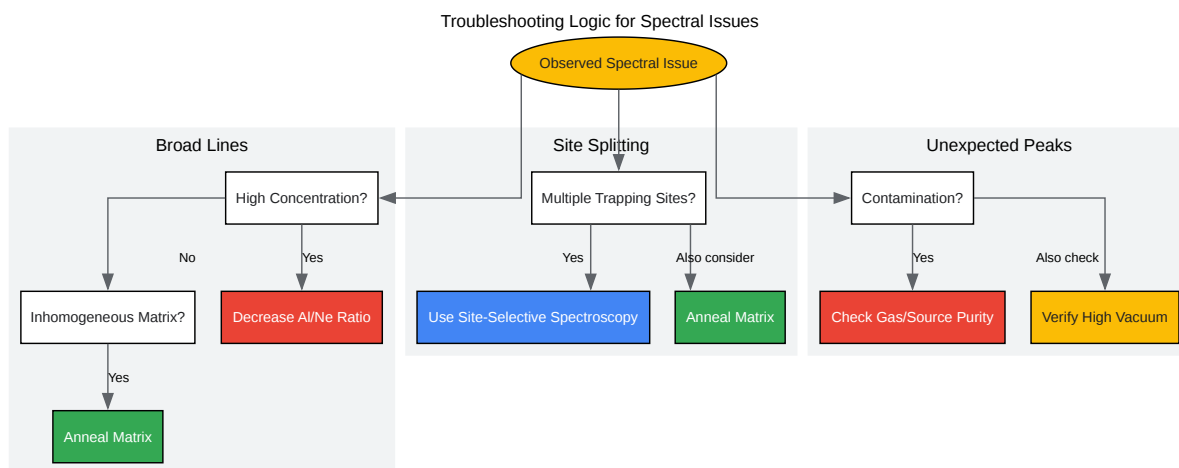 Troubleshooting Logic for Spectral Issues
Observed Spectral Issue
Broad Lines
High Concentration?
No
Yes
Inhomogeneous Matrix?
Decrease Al/Ne Ratio
Yes
Anneal Matrix
Site Splitting
Multiple Trapping Sites?
Yes
Also consider
Use Site-Selective Spectroscopy
Anneal Matrix
Unexpected Peaks
Contamination?
Yes
Also check
Check Gas/Source Purity
Verify High Vacuum